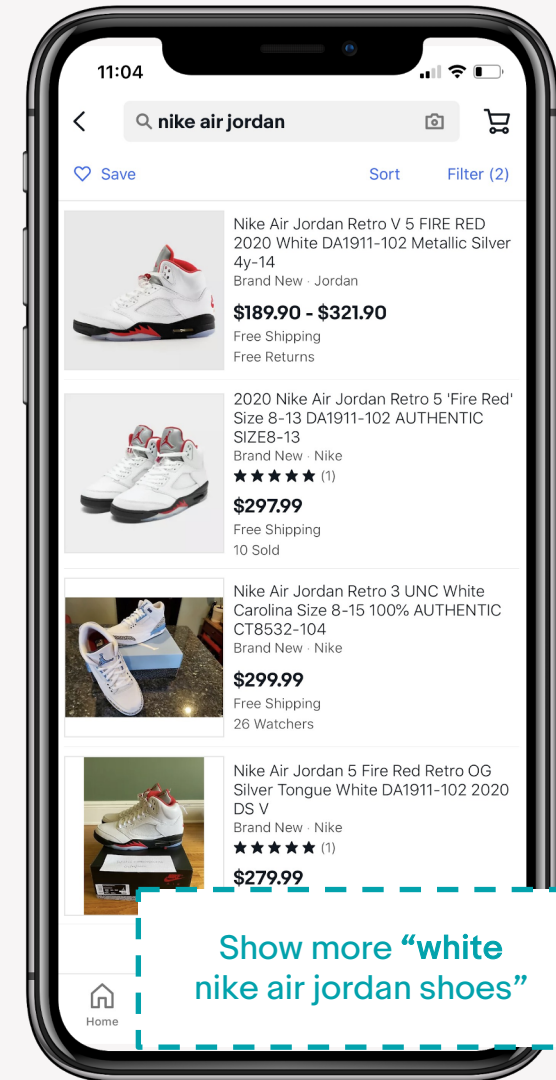 11:04
nike air jordan
Save
Sort
Filter (2)
Nike Air Jordan Retro V 5 FIRE RED
2020 White DA1911-102 Metallic Silver
4y-14
Brand New · Jordan
$189.90 - $321.90
Free Shipping
Free Returns
2020 Nike Air Jordan Retro 5 'Fire Red'
Size 8-13 DA1911-102 AUTHENTIC
SIZE8-13
Brand New · Nike
(1)
$297.99
Free Shipping
10 Sold
Nike Air Jordan Retro 3 UNC White
Carolina Size 8-15 100% AUTHENTIC
CT8532-104
Brand New · Nike
$299.99
Free Shipping
26 Watchers
Nike Air Jordan 5 Fire Red Retro OG
Silver Tongue White DA1911-102 2020
DS V
Brand New · Nike
(1)
$279.99
Show more “white
nike air jordan shoes”
Home